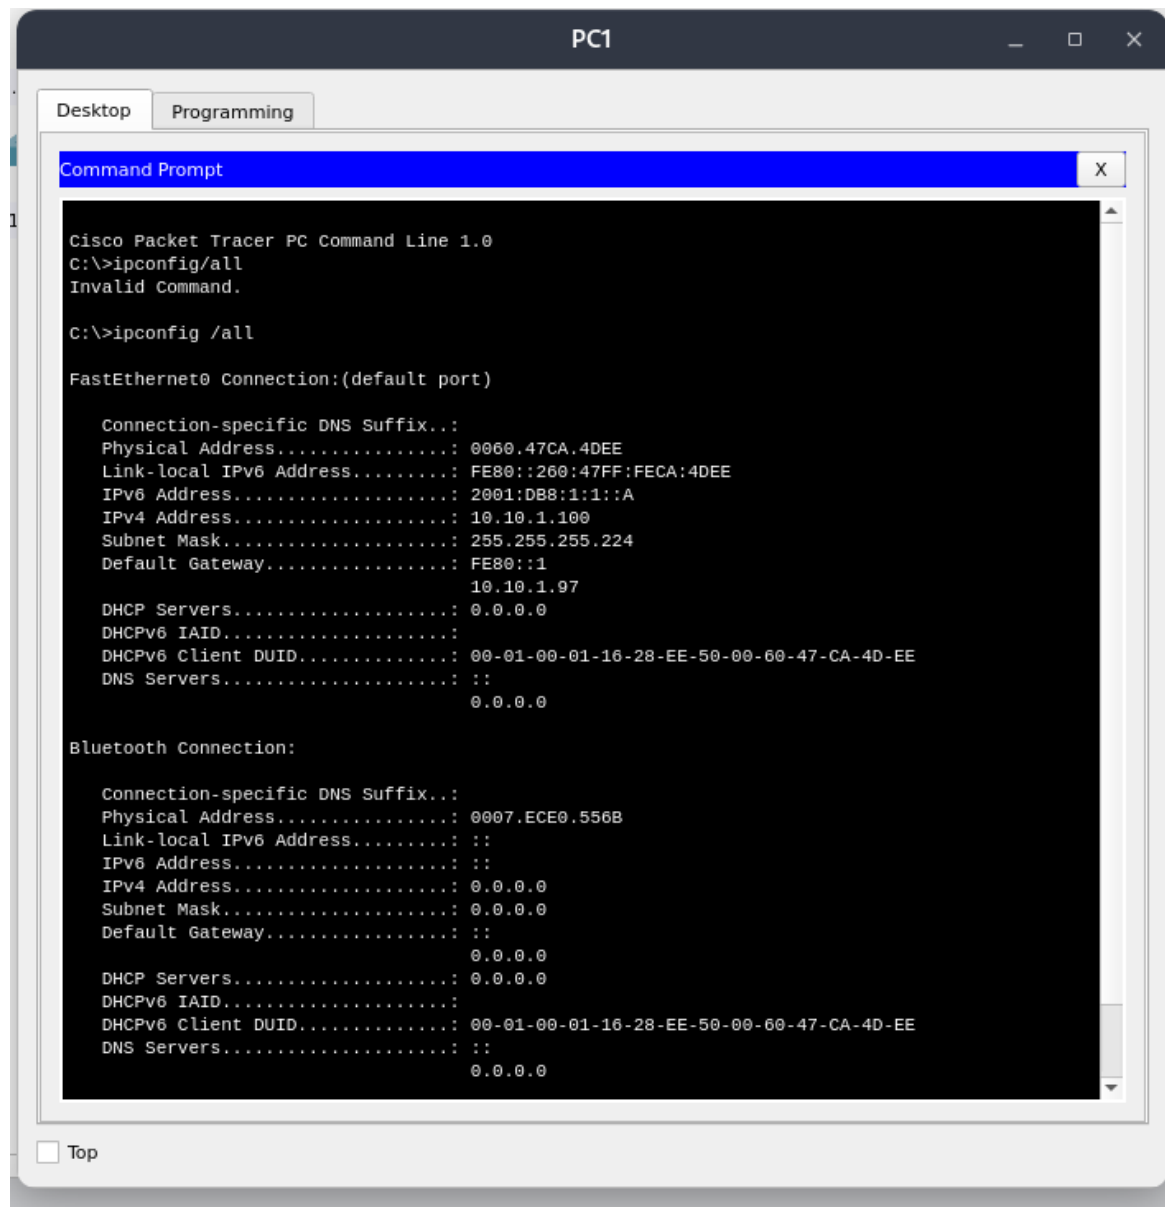 PC1
Desktop Programming
Command Prompt X
Cisco Packet Tracer PC Command Line 1.0
C:\>ipconfig/all
Invalid Command.
C:\>ipconfig /all
FastEthernet0 Connection:(default port)
Connection-specific DNS Suffix..:
Physical Address................: 0060.47CA.4DEE
Link-local IPv6 Address.........: FE80::260:47FF:FECA:4DEE
IPv6 Address....................: 2001:DB8:1:1::A
IPv4 Address....................: 10.10.1.100
Subnet Mask.....................: 255.255.255.224
Default Gateway.................: FE80::1
10.10.1.97
DHCP Servers....................: 0.0.0.0
DHCPv6 IAID.....................:
DHCPv6 Client DUID..............: 00-01-00-01-16-28-EE-50-00-60-47-CA-4D-EE
DNS Servers.....................: ::
0.0.0.0
Bluetooth Connection:
Connection-specific DNS Suffix..:
Physical Address................: 0007.ECE0.556B
Link-local IPv6 Address.........: ::
IPv6 Address....................: ::
IPv4 Address....................: 0.0.0.0
Subnet Mask.....................: 0.0.0.0
Default Gateway.................: ::
0.0.0.0
DHCP Servers....................: 0.0.0.0
DHCPv6 IAID.....................:
DHCPv6 Client DUID..............: 00-01-00-01-16-28-EE-50-00-60-47-CA-4D-EE
DNS Servers.....................: ::
0.0.0.0
Top